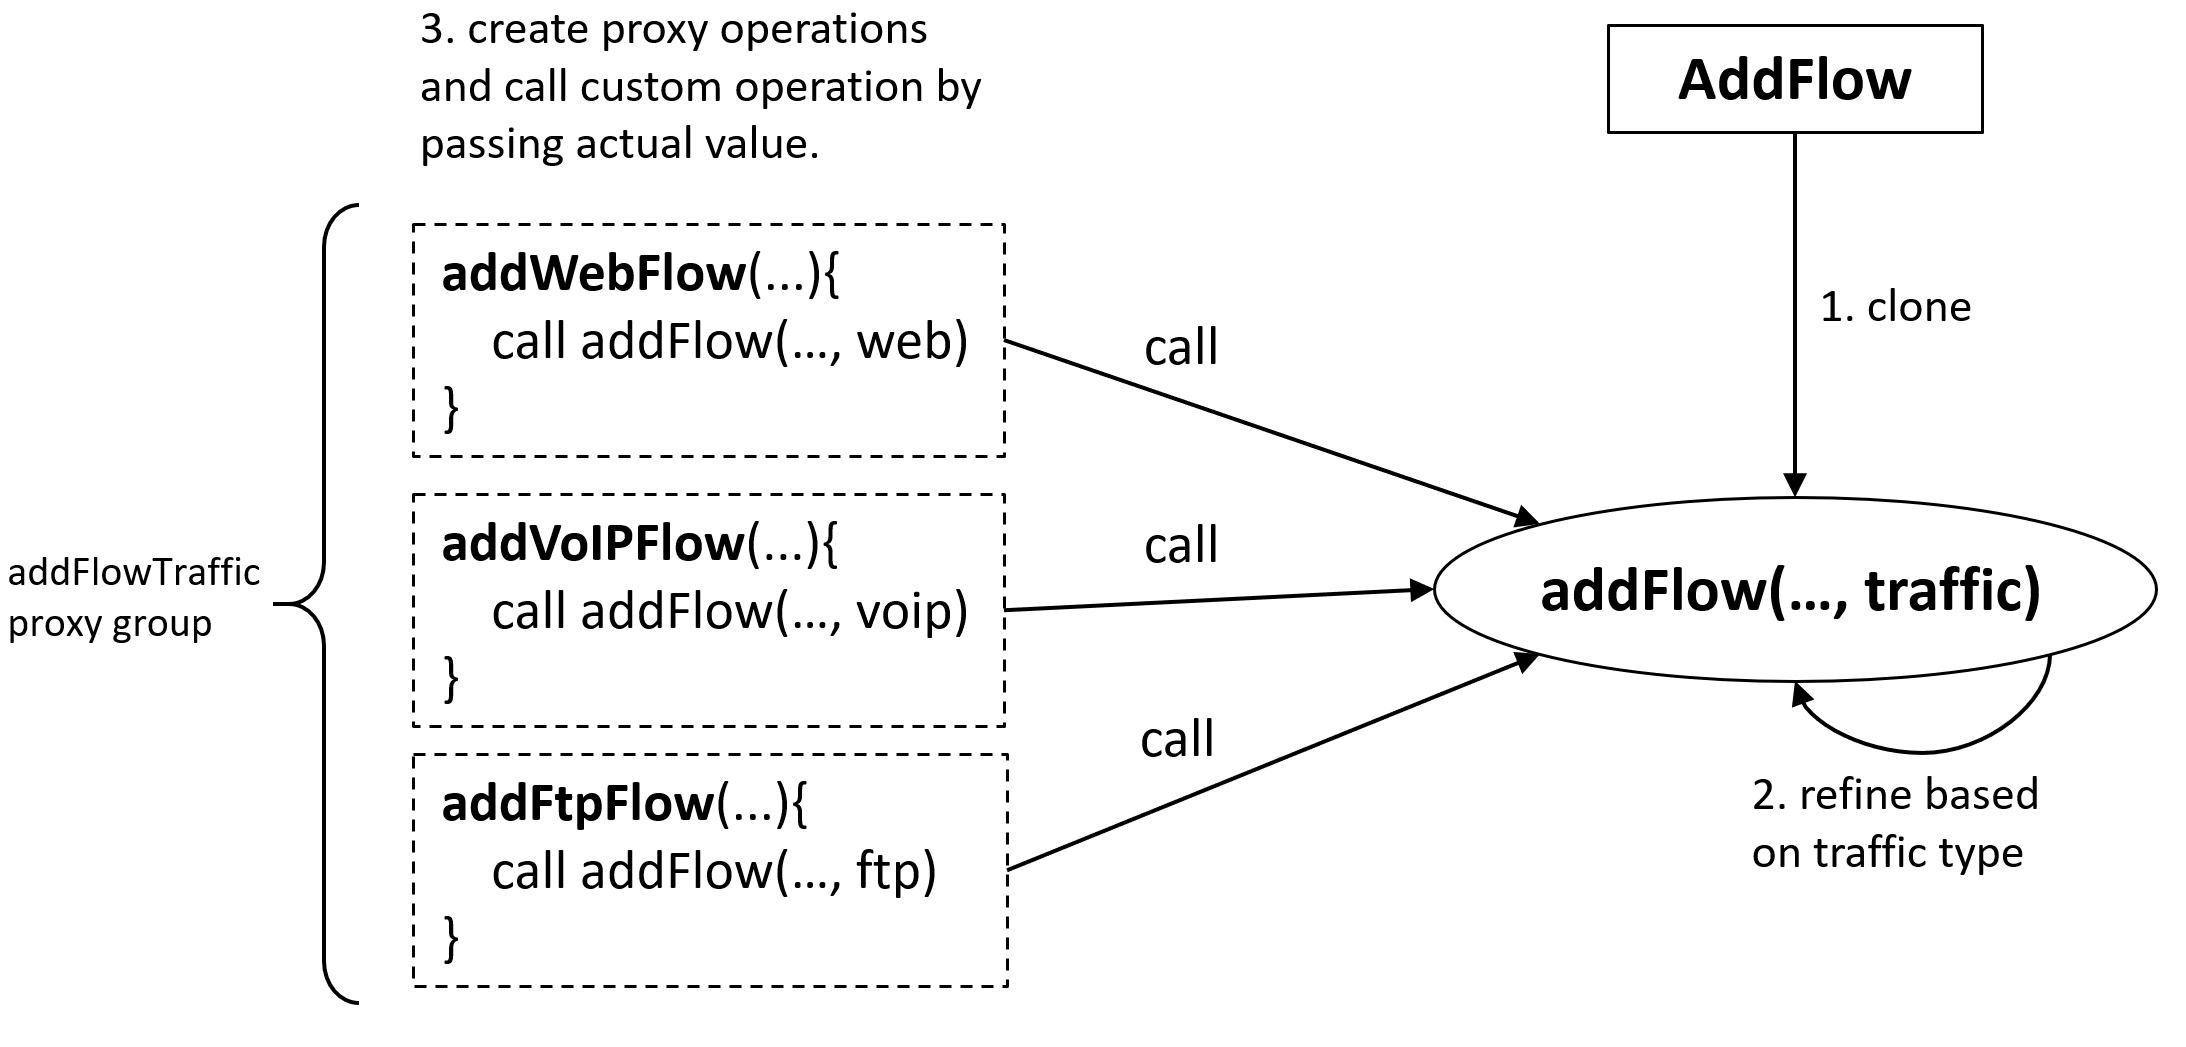 3. create proxy operations
and call custom operation by
passing actual value.
AddFlow
1. clone
addWebFlow(...){
call addFlow(..., web)
}
call
addVoIPFlow(...){
call addFlow(..., voip)
}
call
addFlowTraffic
proxy group
addFlow(..., traffic)
addFtpFlow(...){
call addFlow(..., ftp)
}
call
2. refine based
on traffic type